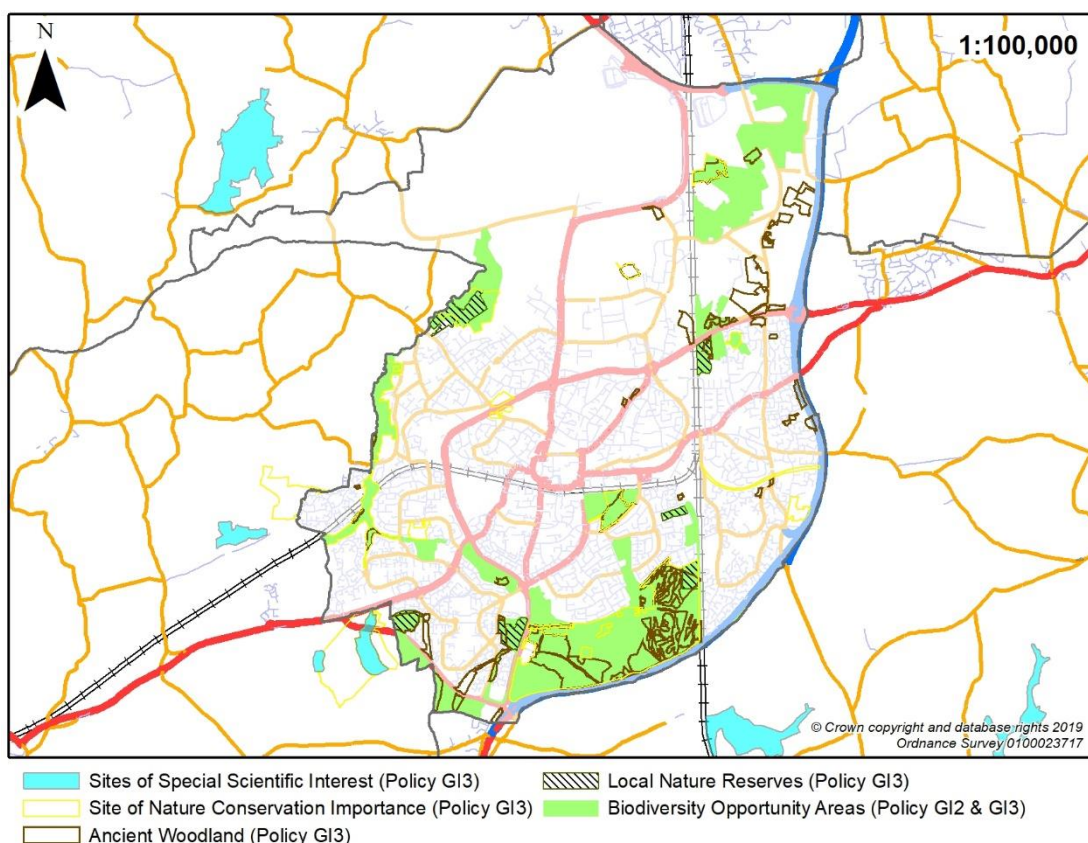 N
1:100,000
© Crown copyright and database rights 2019
Ordnance Survey 0100023717
Sites of Special Scientific Interest (Policy GI3)
Local Nature Reserves (Policy GI3)
Site of Nature Conservation Importance (Policy GI3)
Biodiversity Opportunity Areas (Policy GI2 & GI3)
Ancient Woodland (Policy GI3)